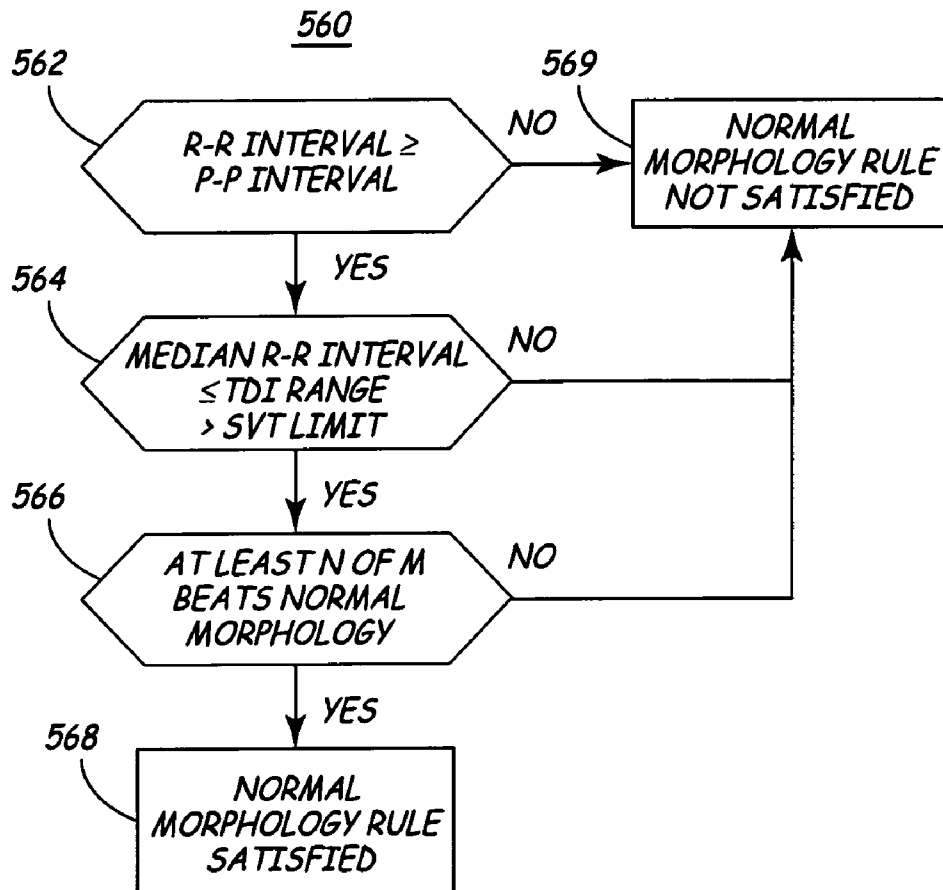 560
562
R-R INTERVAL ≥
P-P INTERVAL
NO
569
NORMAL
MORPHOLOGY RULE
NOT SATISFIED
YES
564
MEDIAN R-R INTERVAL
≤ TDI RANGE
> SVT LIMIT
NO
YES
566
AT LEAST N OF M
BEATS NORMAL
MORPHOLOGY
NO
YES
568
NORMAL
MORPHOLOGY RULE
SATISFIED